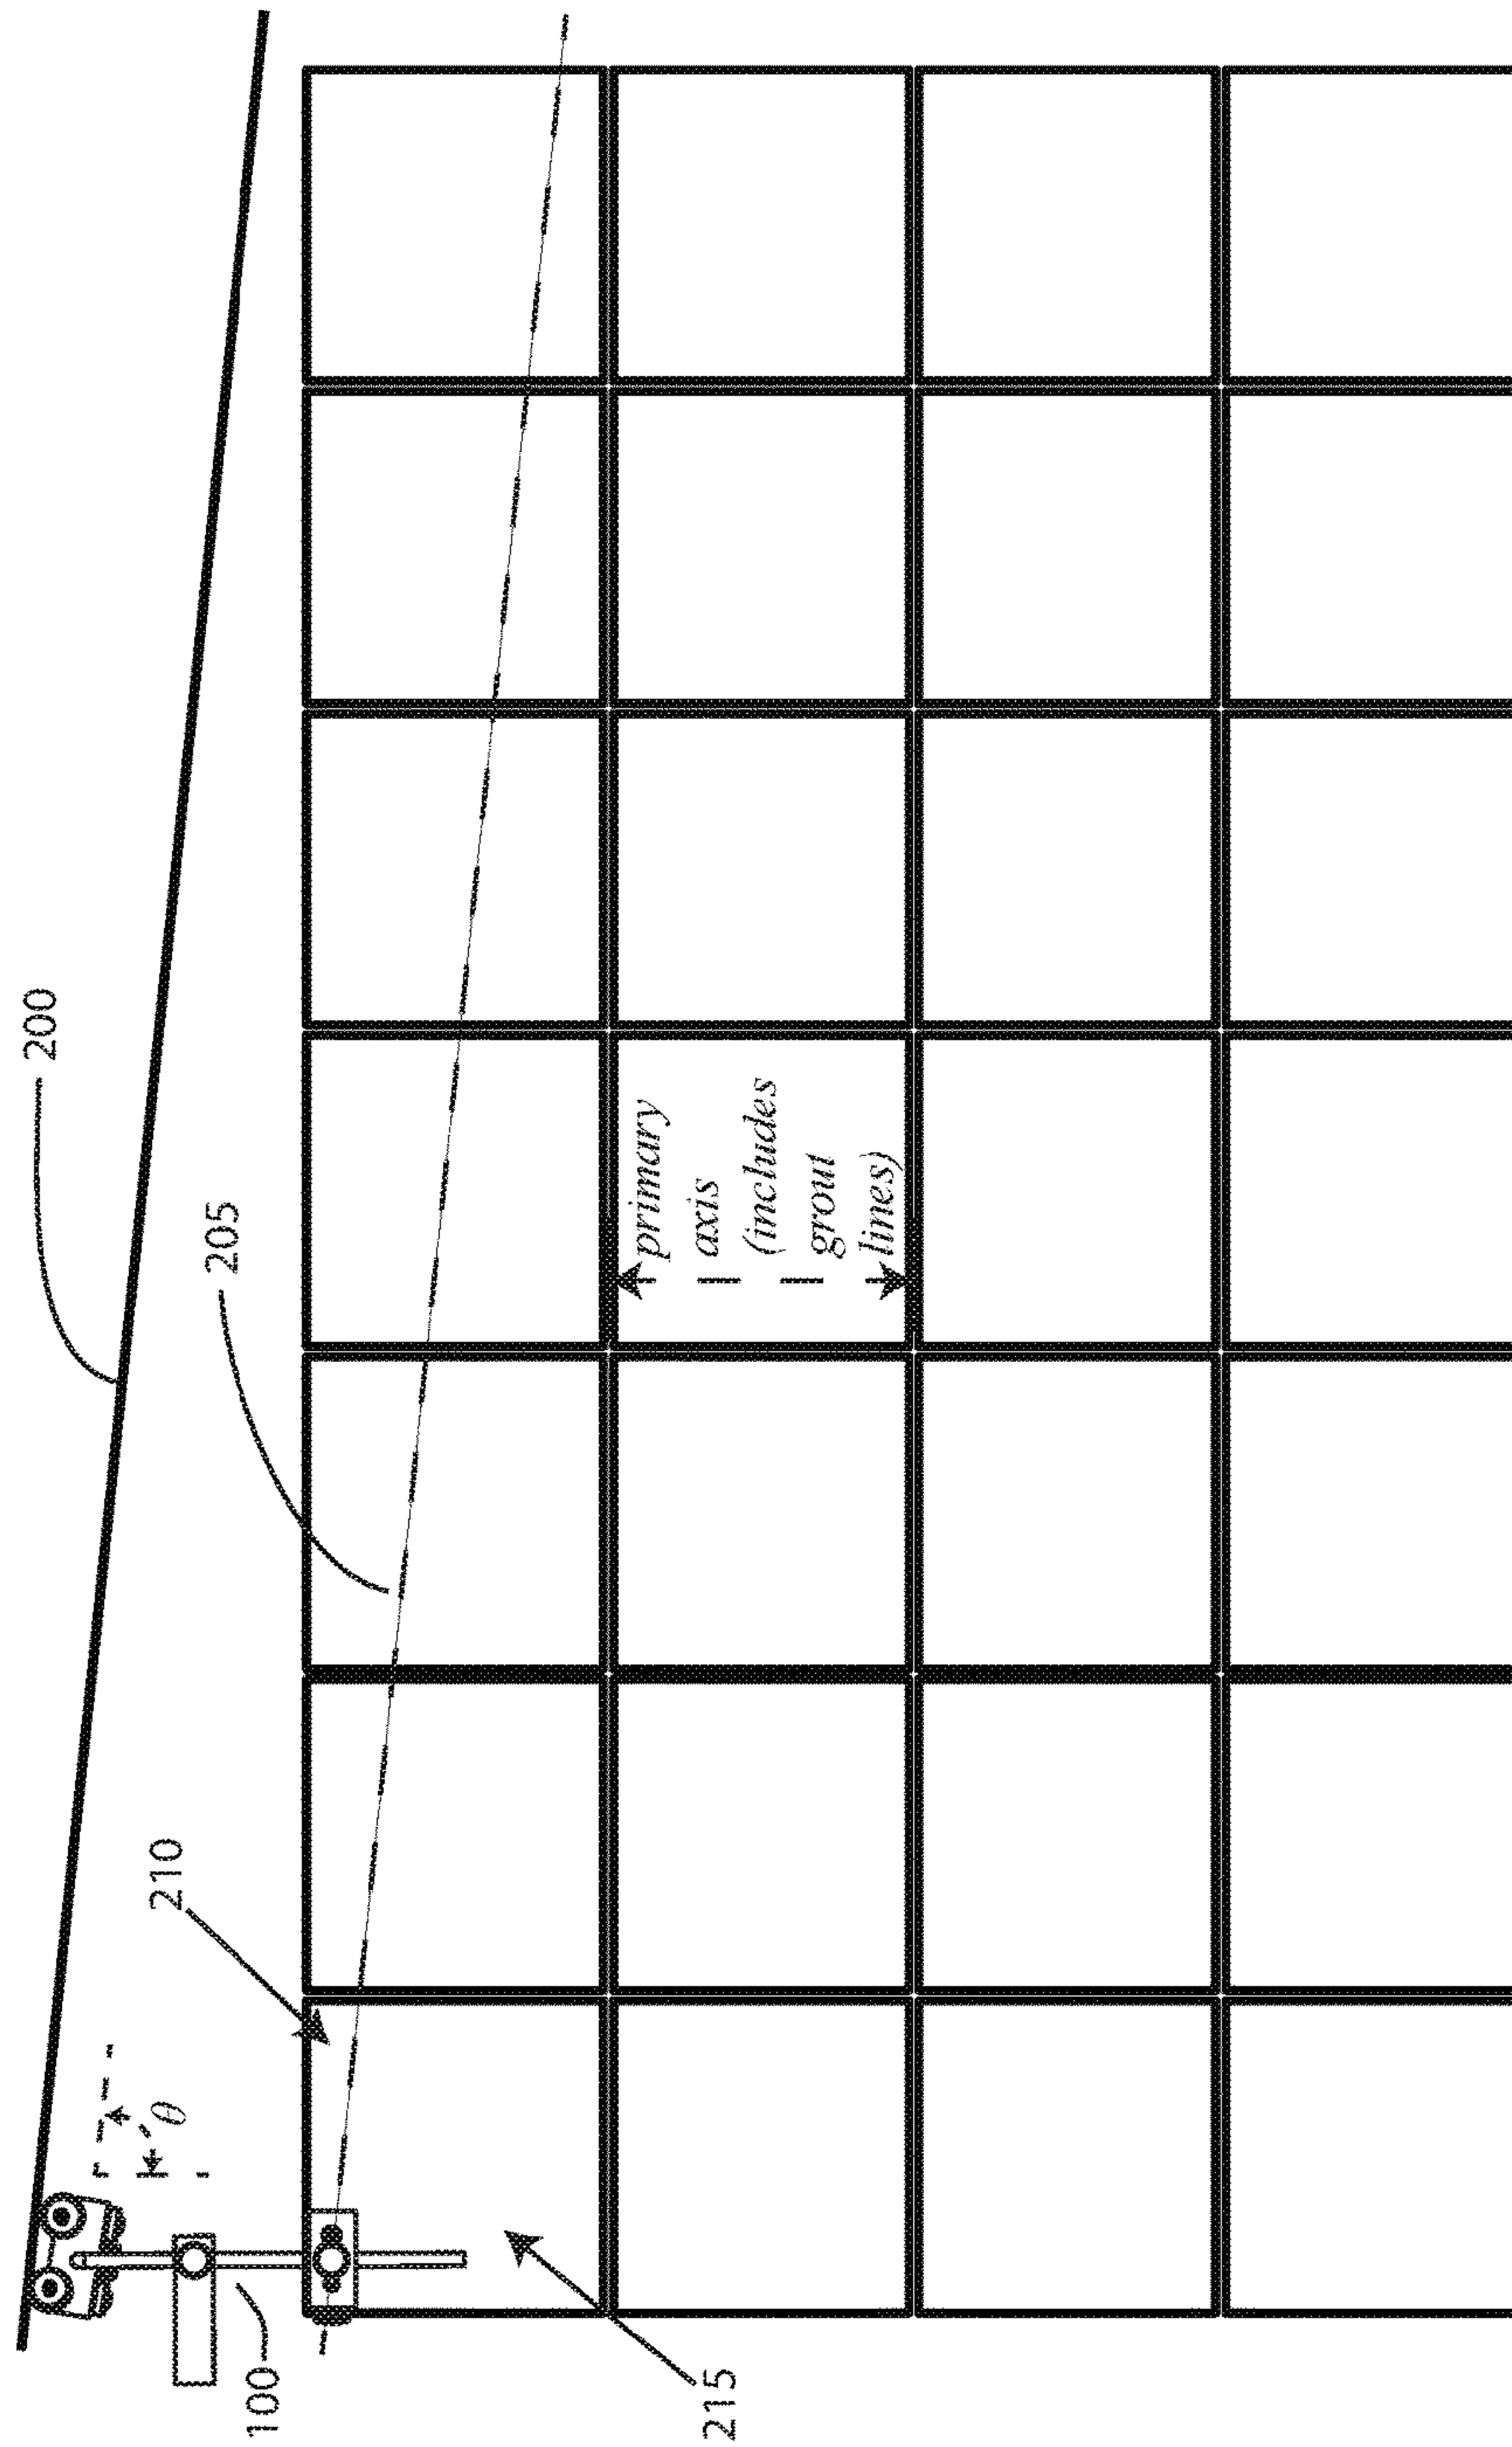 200
205
210
θ
100
215
primary
axis
(includes
grout
lines)